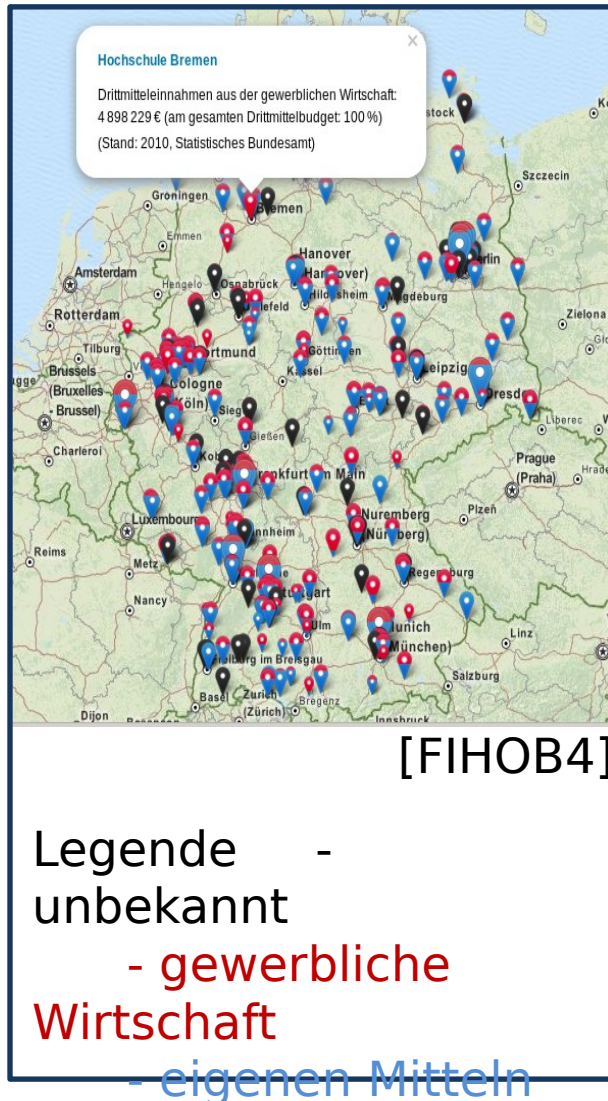 Hochschule Bremen
Drittmitteleinnahmen aus der gewerblichen Wirtschaft:
4 898 229 € (am gesamten Drittmittelbudget: 100 %)
(Stand: 2010, Statistisches Bundesamt)
stock
Szczecin
Groningen
Bremen
Emmen
Hanover
(Hannover)
Amsterdam
Hengelo
Osnabrück
Hildesheim
Magdeburg
Rotterdam
Zielona
Tilburg
Dortmund
Göttingen
Leipzig
Brussels
(Bruxelles
- Brussel)
Cologne
(Köln)
Kassel
Dresd
Siegen
Liberec
Charleroi
Gießen
Kob
Frankfurt am Main
Prague
(Praha)
Hrade
Luxembourg
Nuremberg
(Nürnberg)
Plzeň
Reims
Metz
Nancy
Regensburg
Stuttgart
Ulm
Munich
(München)
Linz
Freiburg im Breisgau
Salzburg
Basel
Zurich
(Zürich)
Bregenz
Dijon
Innsbruck
[FIHOB4]
Legende -
unbekannt
- gewerbliche
Wirtschaft
- eigenen Mitteln